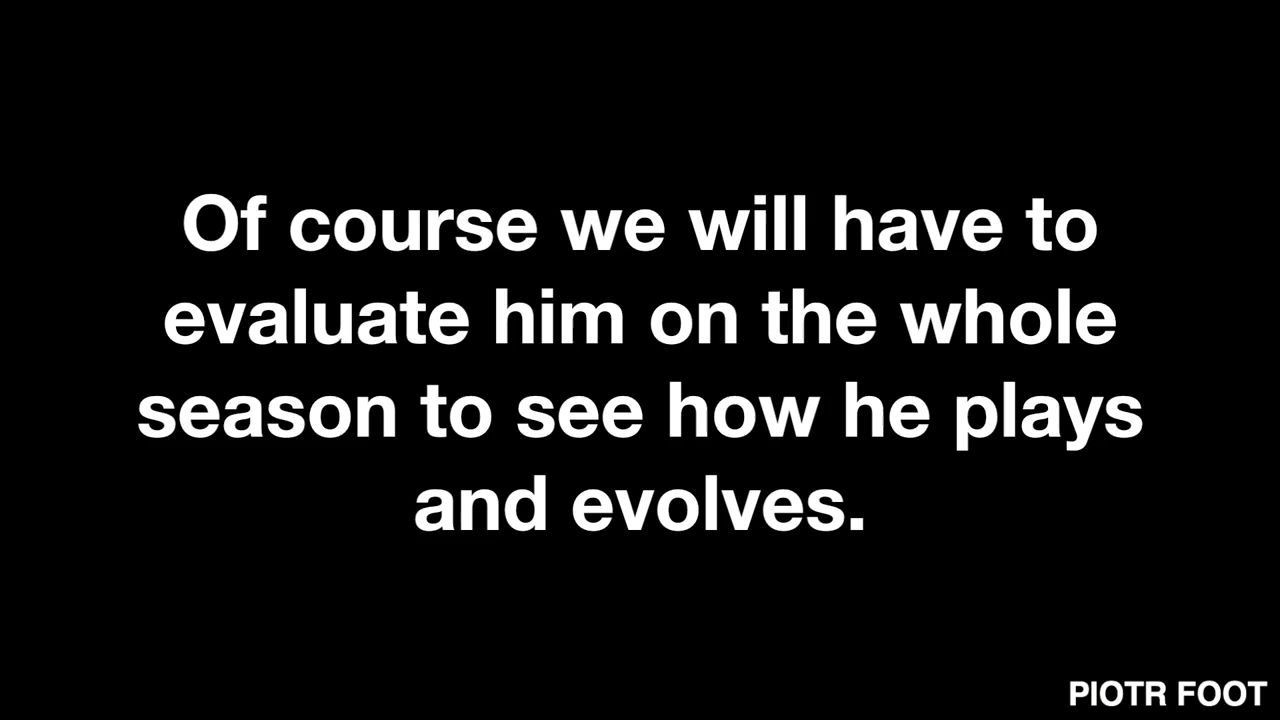 Of course we will have to
evaluate him on the whole
season to see how he plays
and evolves.
PIOTR FOOT